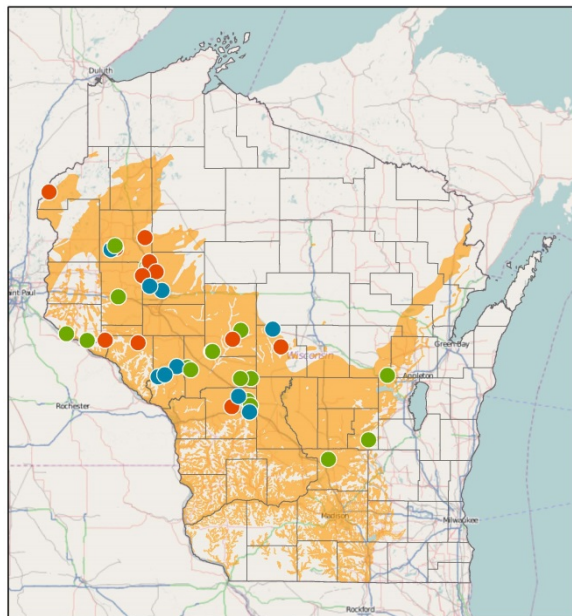 Duluth
Saint Paul
Wisconsin
Green Bay
Appleton
Rochester
Madison
Milwaukee
Rockford